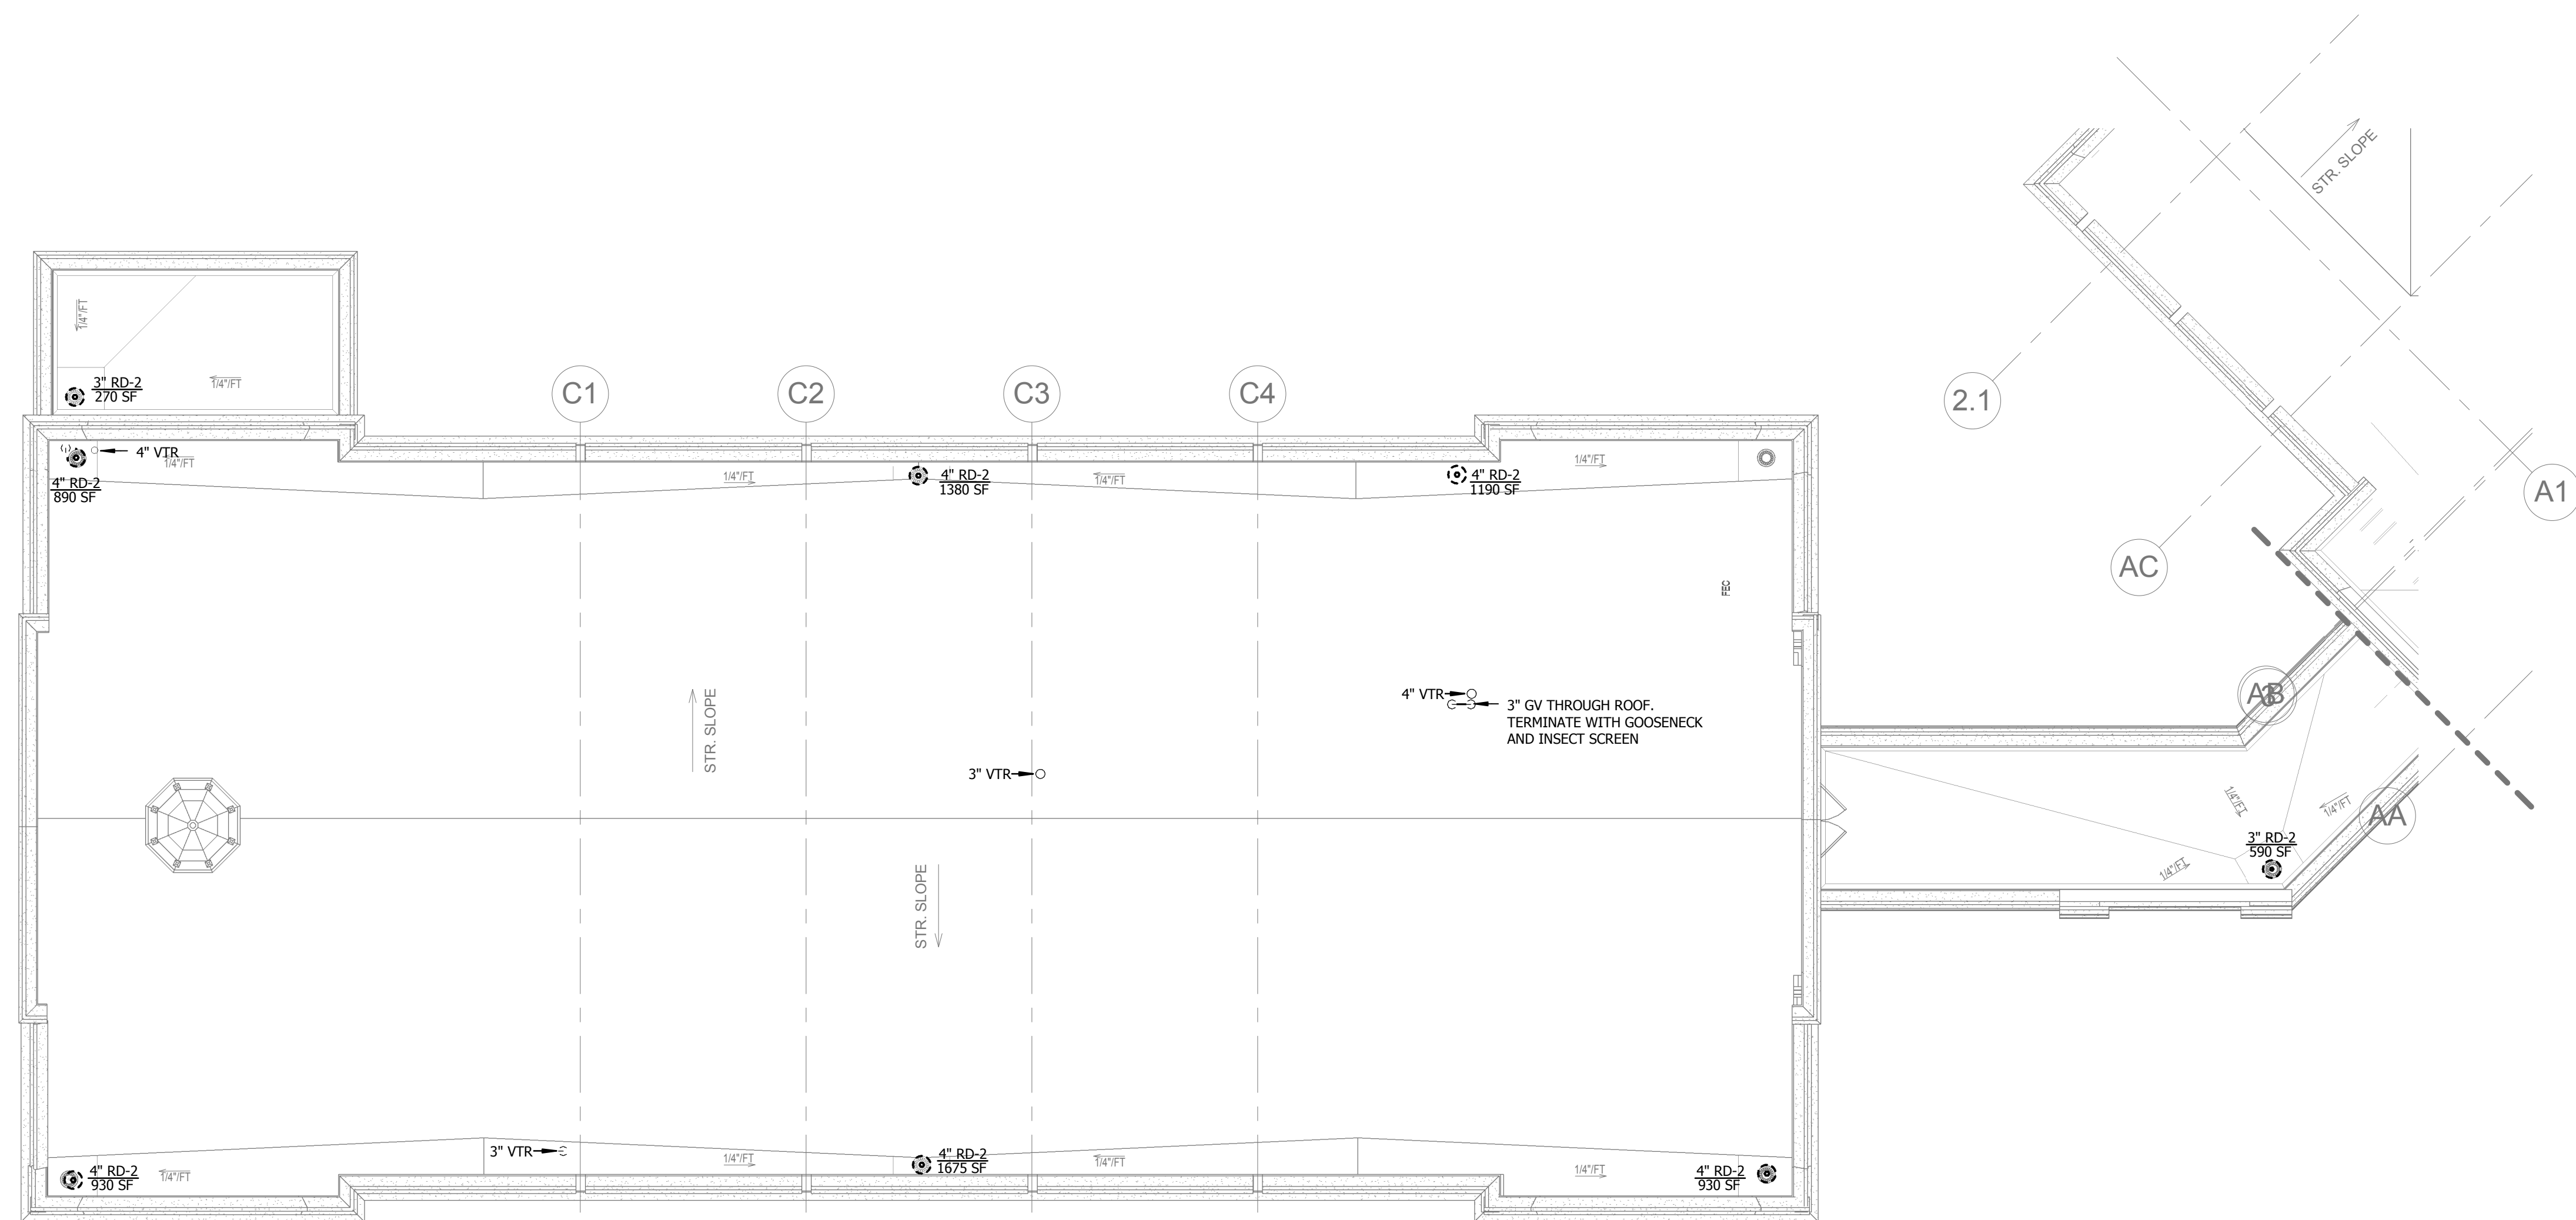 STR. SLOPE
1/4"/FT
3" RD-2
270 SF
1/4"/FT
C1
C2
C3
C4
2.1
A1
4" VTR
1/4"/FT
4" RD-2
890 SF
1/4"/FT
4" RD-2
1380 SF
1/4"/FT
4" RD-2
1190 SF
1/4"/FT
AC
FEC
STR. SLOPE
4" VTR
3" GV THROUGH ROOF.
TERMINATE WITH GOOSENECK
AND INSECT SCREEN
3" VTR
AB
3
1/4"/FT
1/4"/FT
AA
3" RD-2
590 SF
1/4"/FT
STR. SLOPE
3" VTR
4" RD-2
930 SF
1/4"/FT
1/4"/FT
4" RD-2
1675 SF
1/4"/FT
1/4"/FT
4" RD-2
930 SF